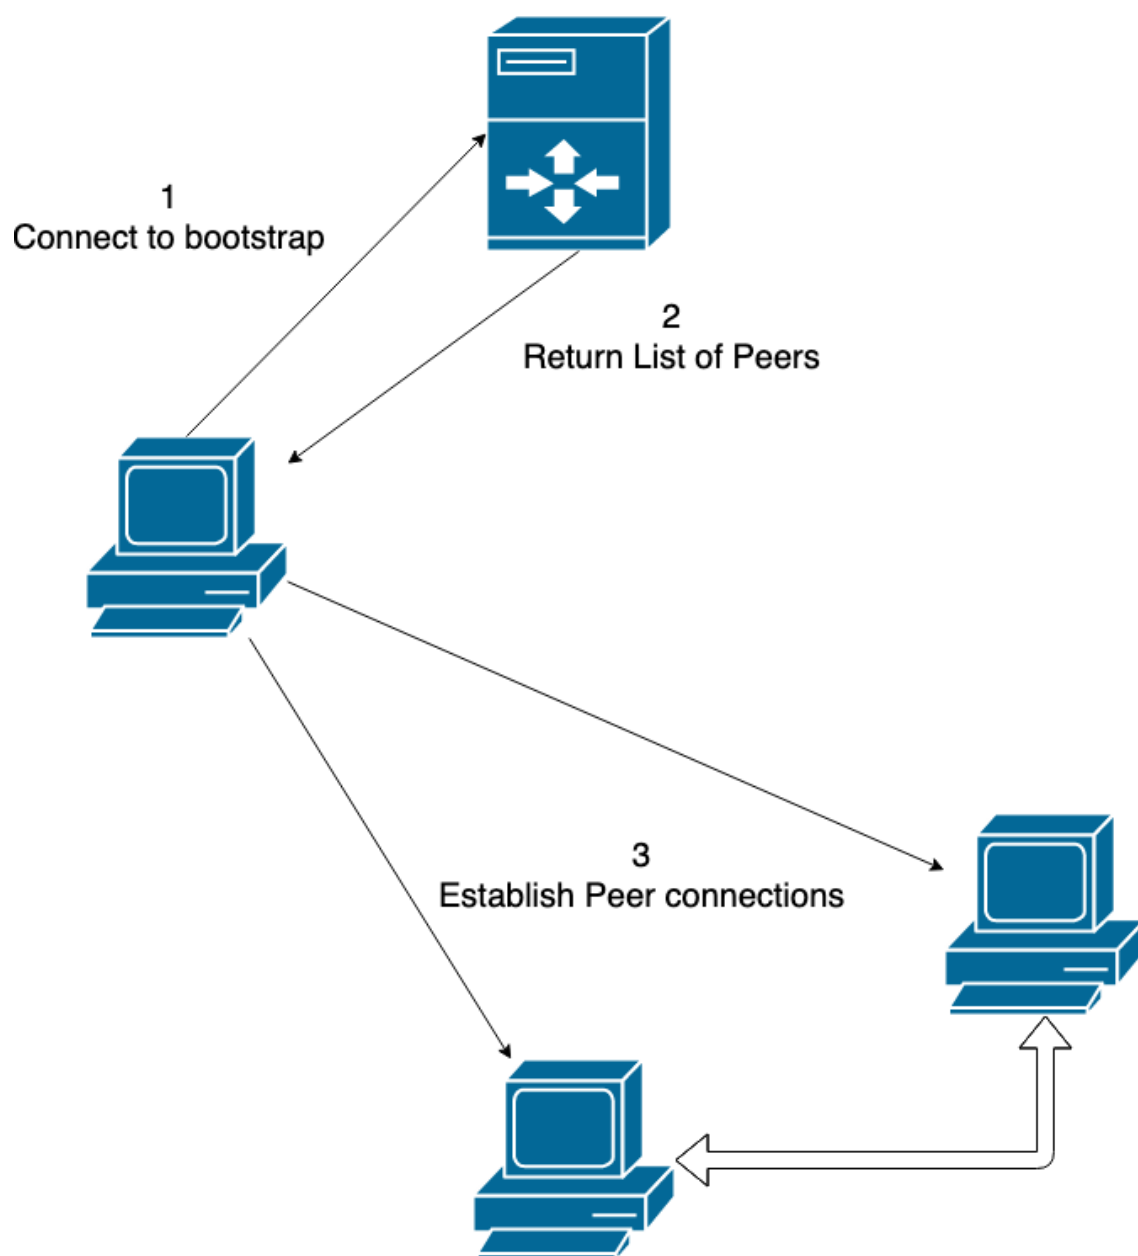 1
Connect to bootstrap
2
Return List of Peers
3
Establish Peer connections